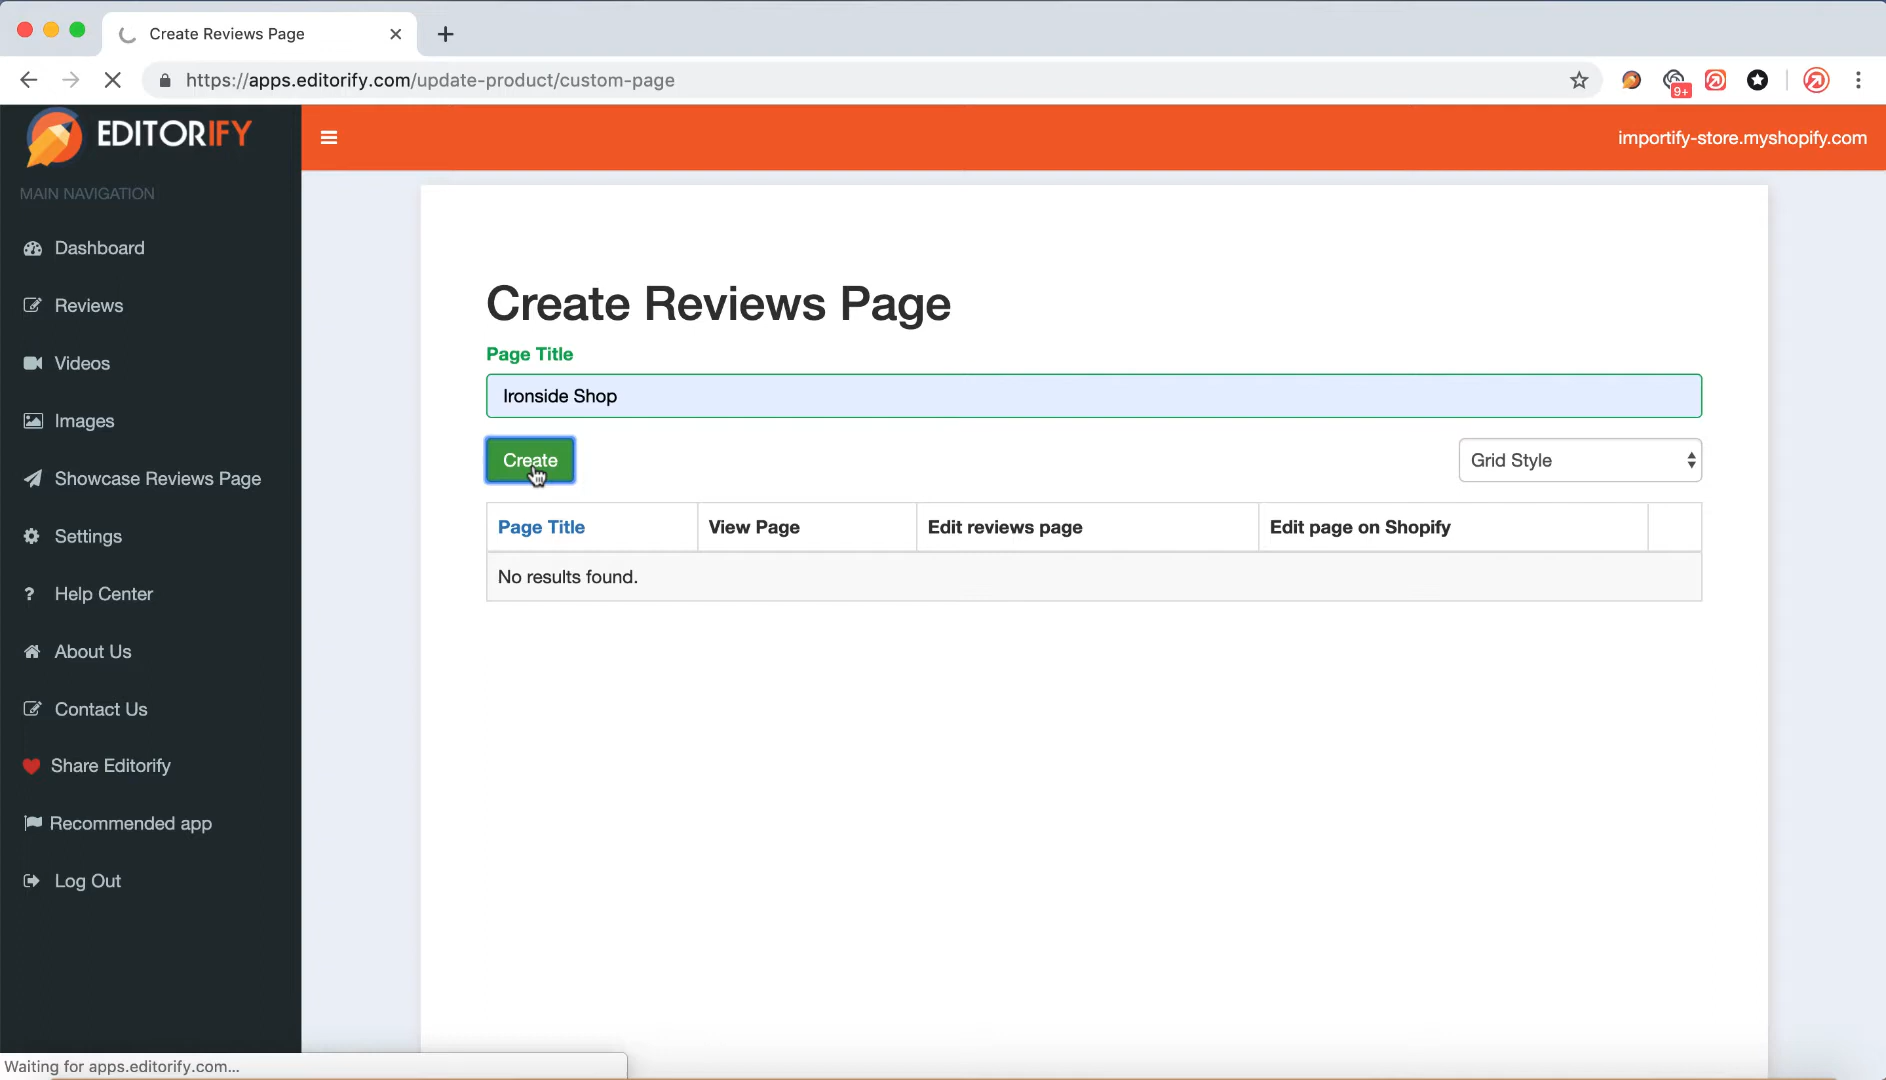 Create Reviews Page
https://apps.editorify.com/update-product/custom-page
9+
EDITORIFY
importify-store.myshopify.com
MAIN NAVIGATION
Dashboard
Reviews
Videos
Images
Showcase Reviews Page
Settings
Help Center
About Us
Contact Us
Share Editorify
Recommended app
Log Out
Create Reviews Page
Page Title
Ironside Shop
Create
Grid Style
Page Title View Page Edit reviews page Edit page on Shopify
No results found.
Waiting for apps.editorify.com...